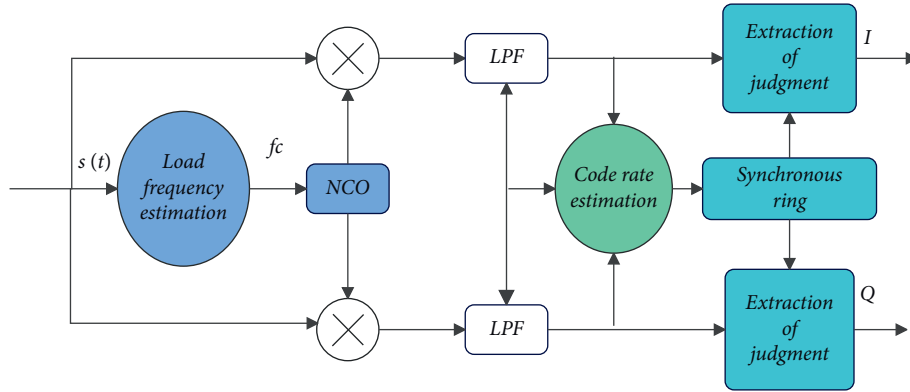 LPF
Extraction
of
judgment
I
s (t)
Load
frequency
estimation
fc
NCO
Code rate
estimation
Synchronous
ring
LPF
Extraction
of
judgment
Q